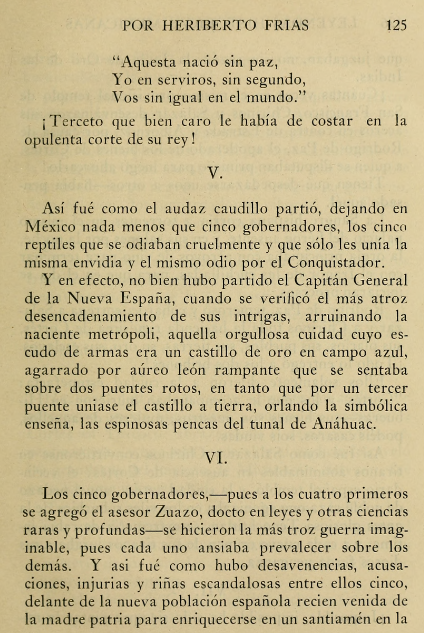 POR HERIBERTO FRIAS 125
"Aquesta nació sin paz,
Yo en serviros, sin segundo,
Vos sin igual en el mundo."
¡Terceto que bien caro le había de costar en la
opulenta corte de su rey!
V.
Así fué como el audaz caudillo partió, dejando en
México nada menos que cinco gobernadores, los cinco
reptiles que se odiaban cruelmente y que sólo les unía la
misma envidia y el mismo odio por el Conquistador.
Y en efecto, no bien hubo partido el Capitán General
de la Nueva España, cuando se verificó el más atroz
desencadenamiento de sus intrigas, arruinando la
naciente metrópoli, aquella orgullosa cuidad cuyo es-
cudo de armas era un castillo de oro en campo azul,
agarrado por aúreo león rampante que se sentaba
sobre dos puentes rotos, en tanto que por un tercer
puente uniase el castillo a tierra, orlando la simbólica
enseña, las espinosas pencas del tunal de Anáhuac.
VI.
Los cinco gobernadores,—pues a los cuatro primeros
se agregó el asesor Zuazo, docto en leyes y otras ciencias
raras y profundas—se hicieron la más troz guerra imag-
inable, pues cada uno ansiaba prevalecer sobre los
demás. Y asi fué como hubo desavenencias, acusa-
ciones, injurias y riñas escandalosas entre ellos cinco,
delante de la nueva población española recien venida de
la madre patria para enriquecerse en un santiamén en la